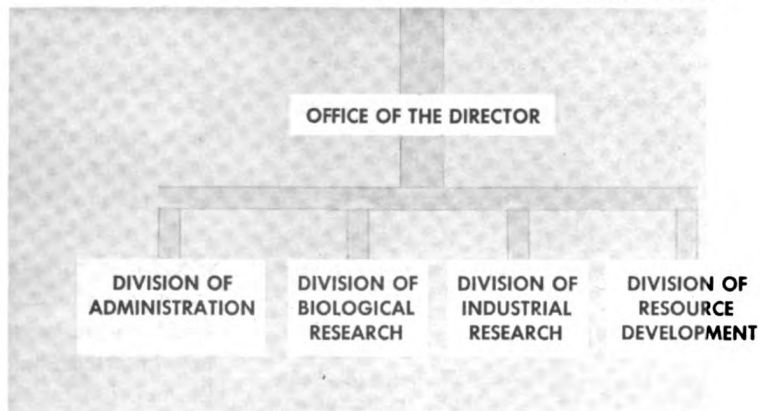 OFFICE OF THE DIRECTOR
DIVISION OF
ADMINISTRATION
DIVISION OF
BIOLOGICAL
RESEARCH
DIVISION OF
INDUSTRIAL
RESEARCH
DIVISION OF
RESOURCE
DEVELOPMENT